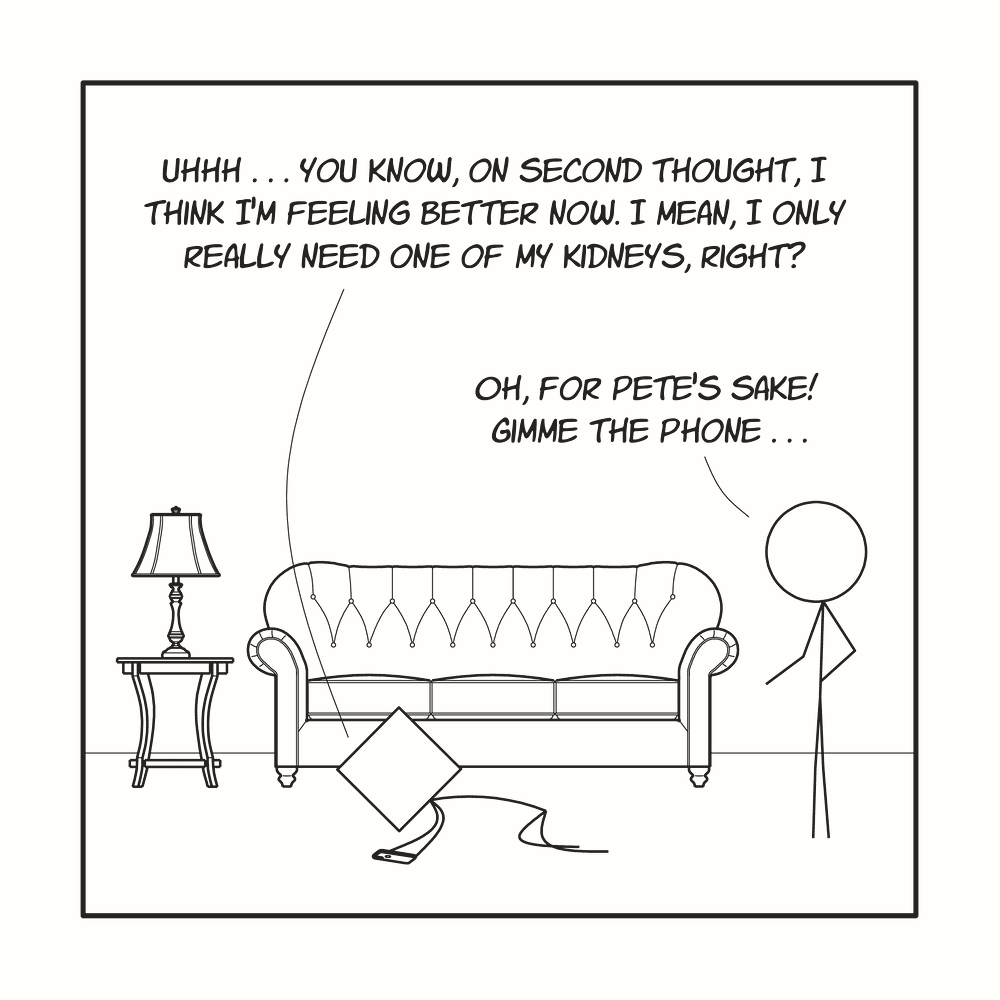 UHHH . . . YOU KNOW, ON SECOND THOUGHT, I
THINK I'M FEELING BETTER NOW. I MEAN, I ONLY
REALLY NEED ONE OF MY KIDNEYS, RIGHT?
OH, FOR PETE'S SAKE!
GIMME THE PHONE . . .